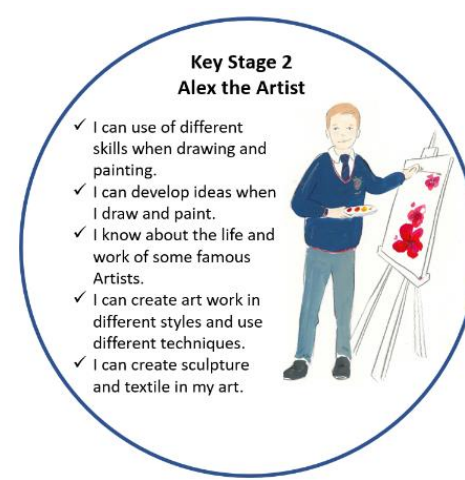 Key Stage 2
Alex the Artist
✓ I can use of different
skills when drawing and
painting.
✓ I can develop ideas when
I draw and paint.
✓ I know about the life and
work of some famous
Artists.
✓ I can create art work in
different styles and use
different techniques.
✓ I can create sculpture
and textile in my art.